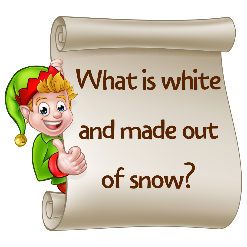 What is white
and made out
of snow?